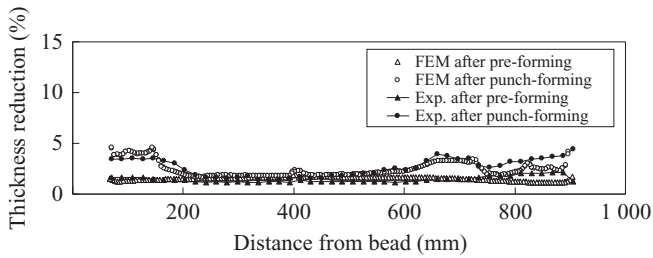 Thickness reduction (%)
15
10
5
0
FEM after pre-forming
FEM after punch-forming
Exp. after pre-forming
Exp. after punch-forming
200
400
600
800
1 000
Distance from bead (mm)